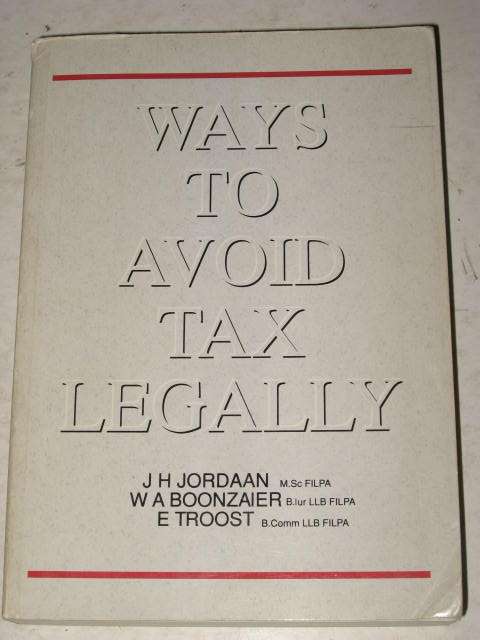 WAYS
TO
AVOID
TAX
LEGALLY
J H JORDAAN M.Sc FILPA
W A BOONZAIER B.Iur LLB FILPA
E TROOST B.Comm LLB FILPA